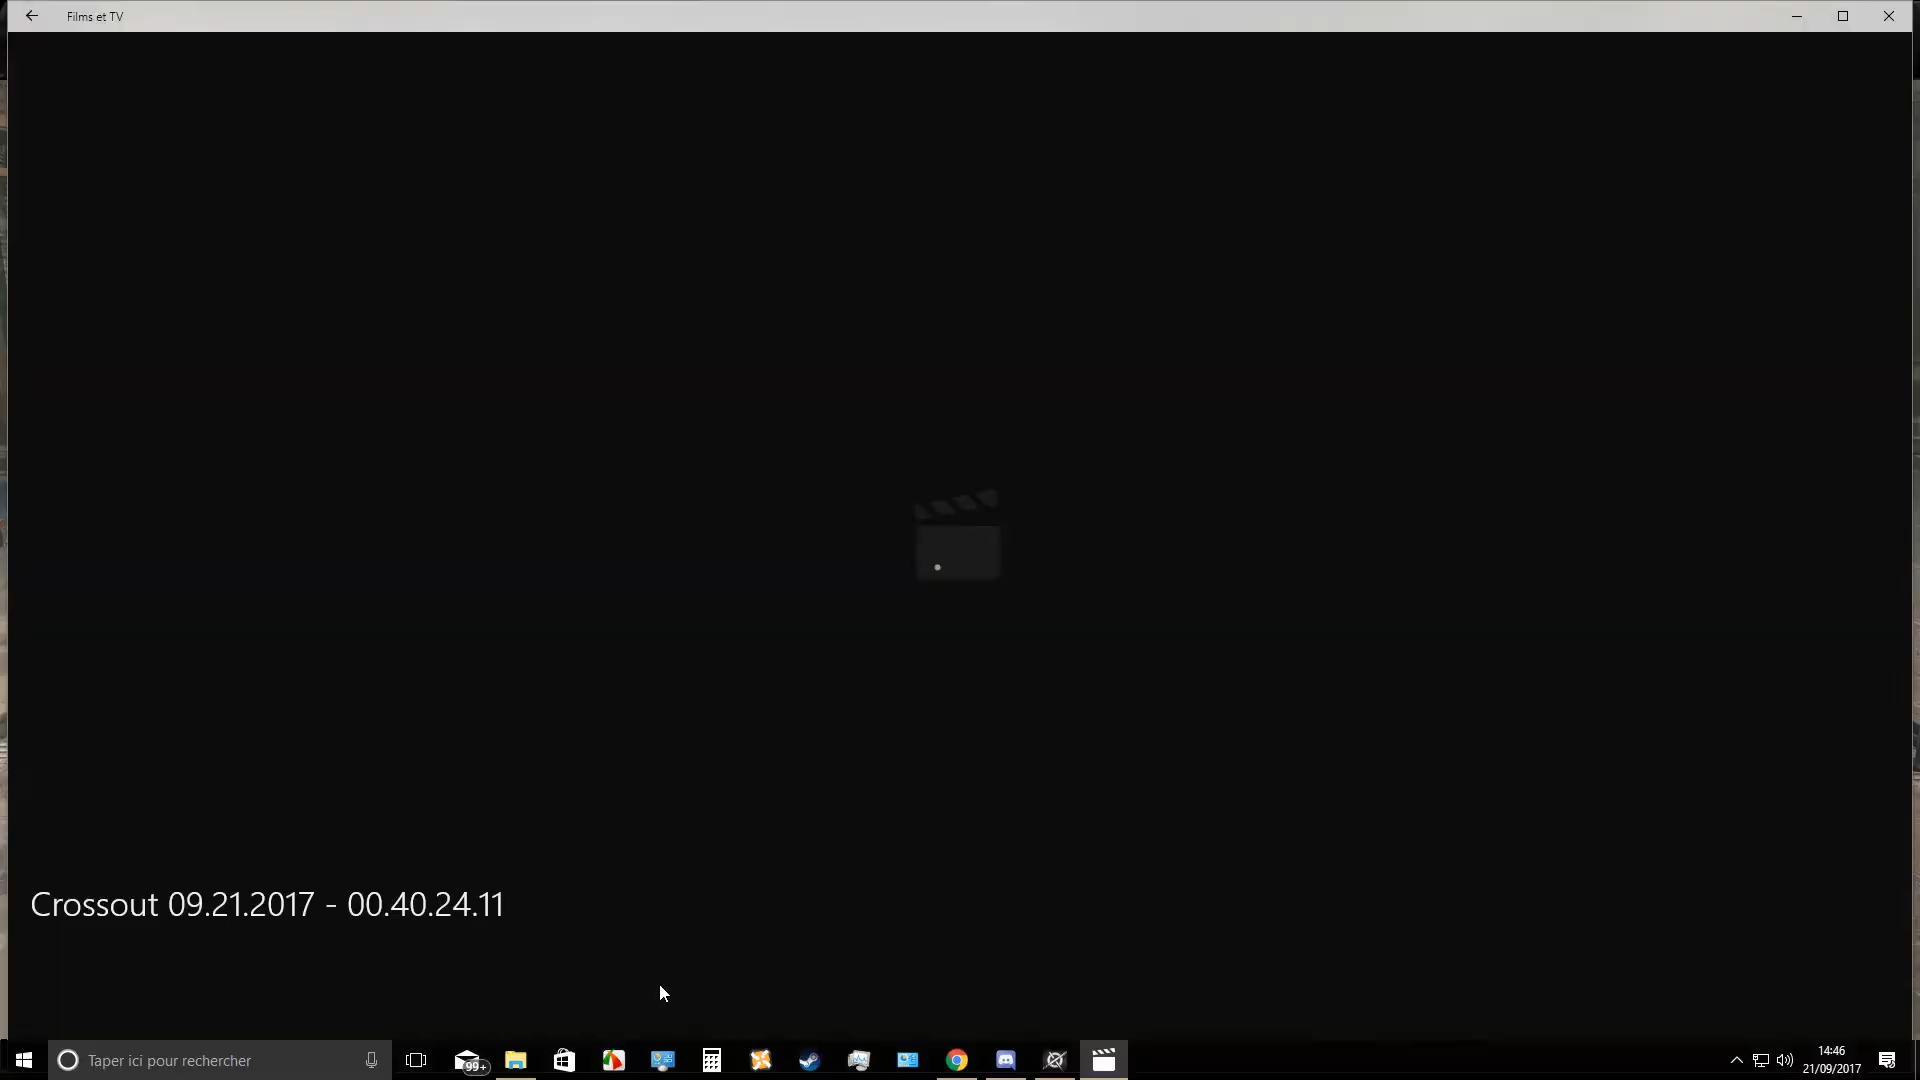 Films et TV
Crossout 09.21.2017 - 00.40.24.11
Taper ici pour rechercher
99+
14:46
21/09/2017